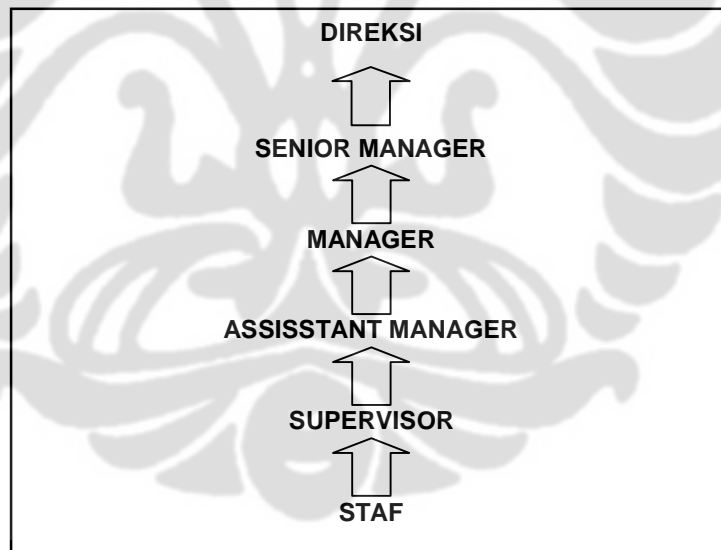 DIREKSI
SENIOR MANAGER
MANAGER
ASSISSTANT MANAGER
SUPERVISOR
STAF